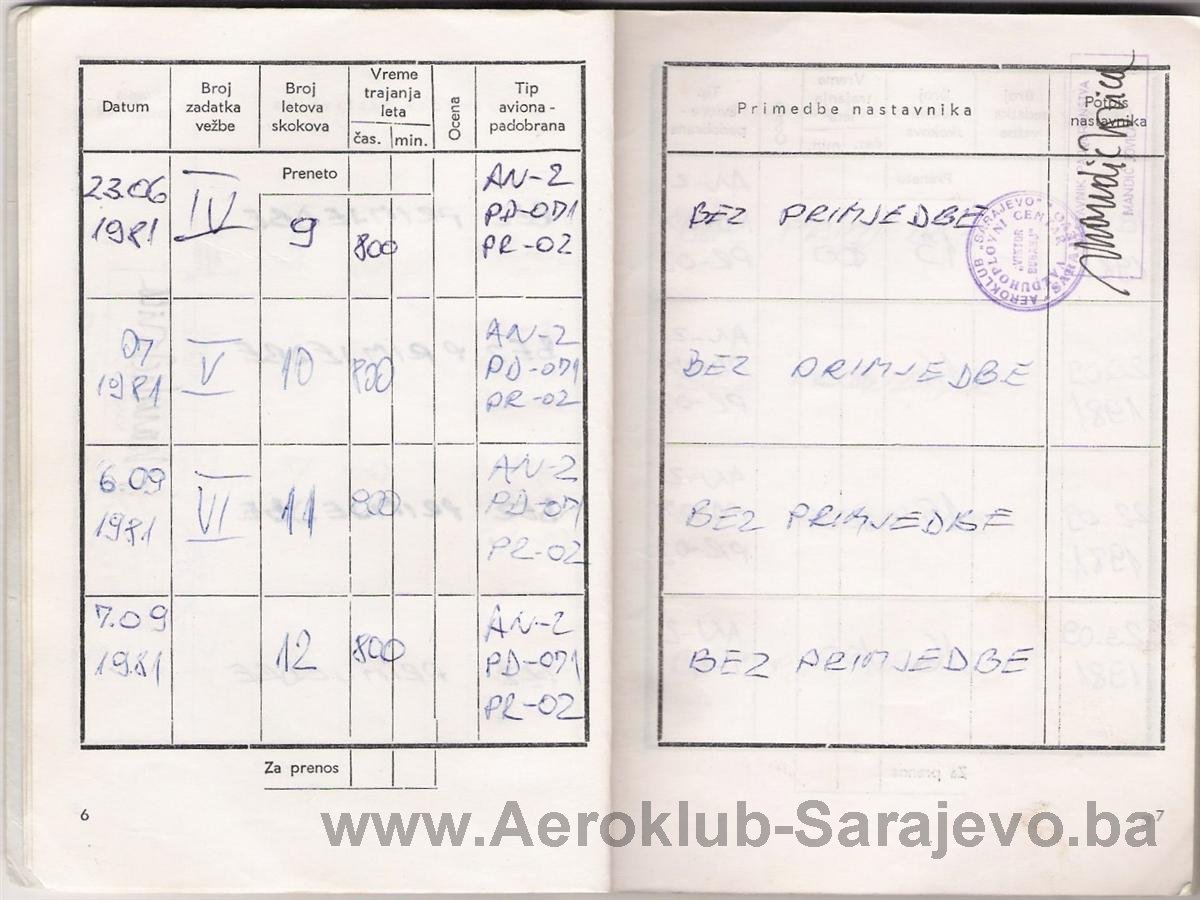 Datum
Broj
zadatka
vežbe
Broj
letova
skokova
Vreme
trajanja
leta
čas. min.
Ocena
Tip
aviona -
padobrana
Primedbe nastavnika
Potpis
nastavnika
Preneto
23.06
1981
IV
9
800
AN-2
PD-071
PR-02
BEZ PRIMJEDBE
AEROKLUB „SARAJEVO"
VAZDUHOPLOVNI CENTAR
07
1981
V
10
800
AN-2
PD-071
PR-02
BEZ PRIMJEDBE
6.09
1981
VI
11
900
AN-2
PD-071
PR-02
BEZ PRIMJEDBE
7.09
1981
12
800
AN-2
PD-071
PR-02
BEZ PRIMJEDBE
Za prenos
6
7
www.Aeroklub-Sarajevo.ba